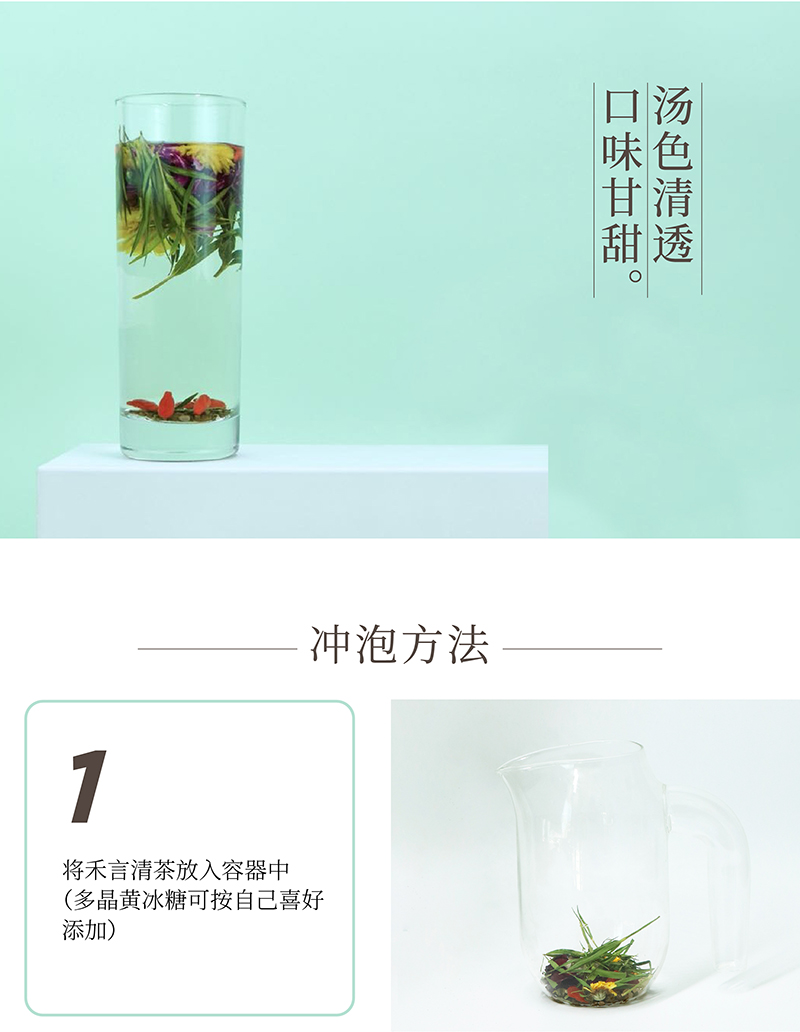 汤色清透
口味甘甜。
冲泡方法
1
将禾言清茶放入容器中
（多晶黄冰糖可按自己喜好
添加）